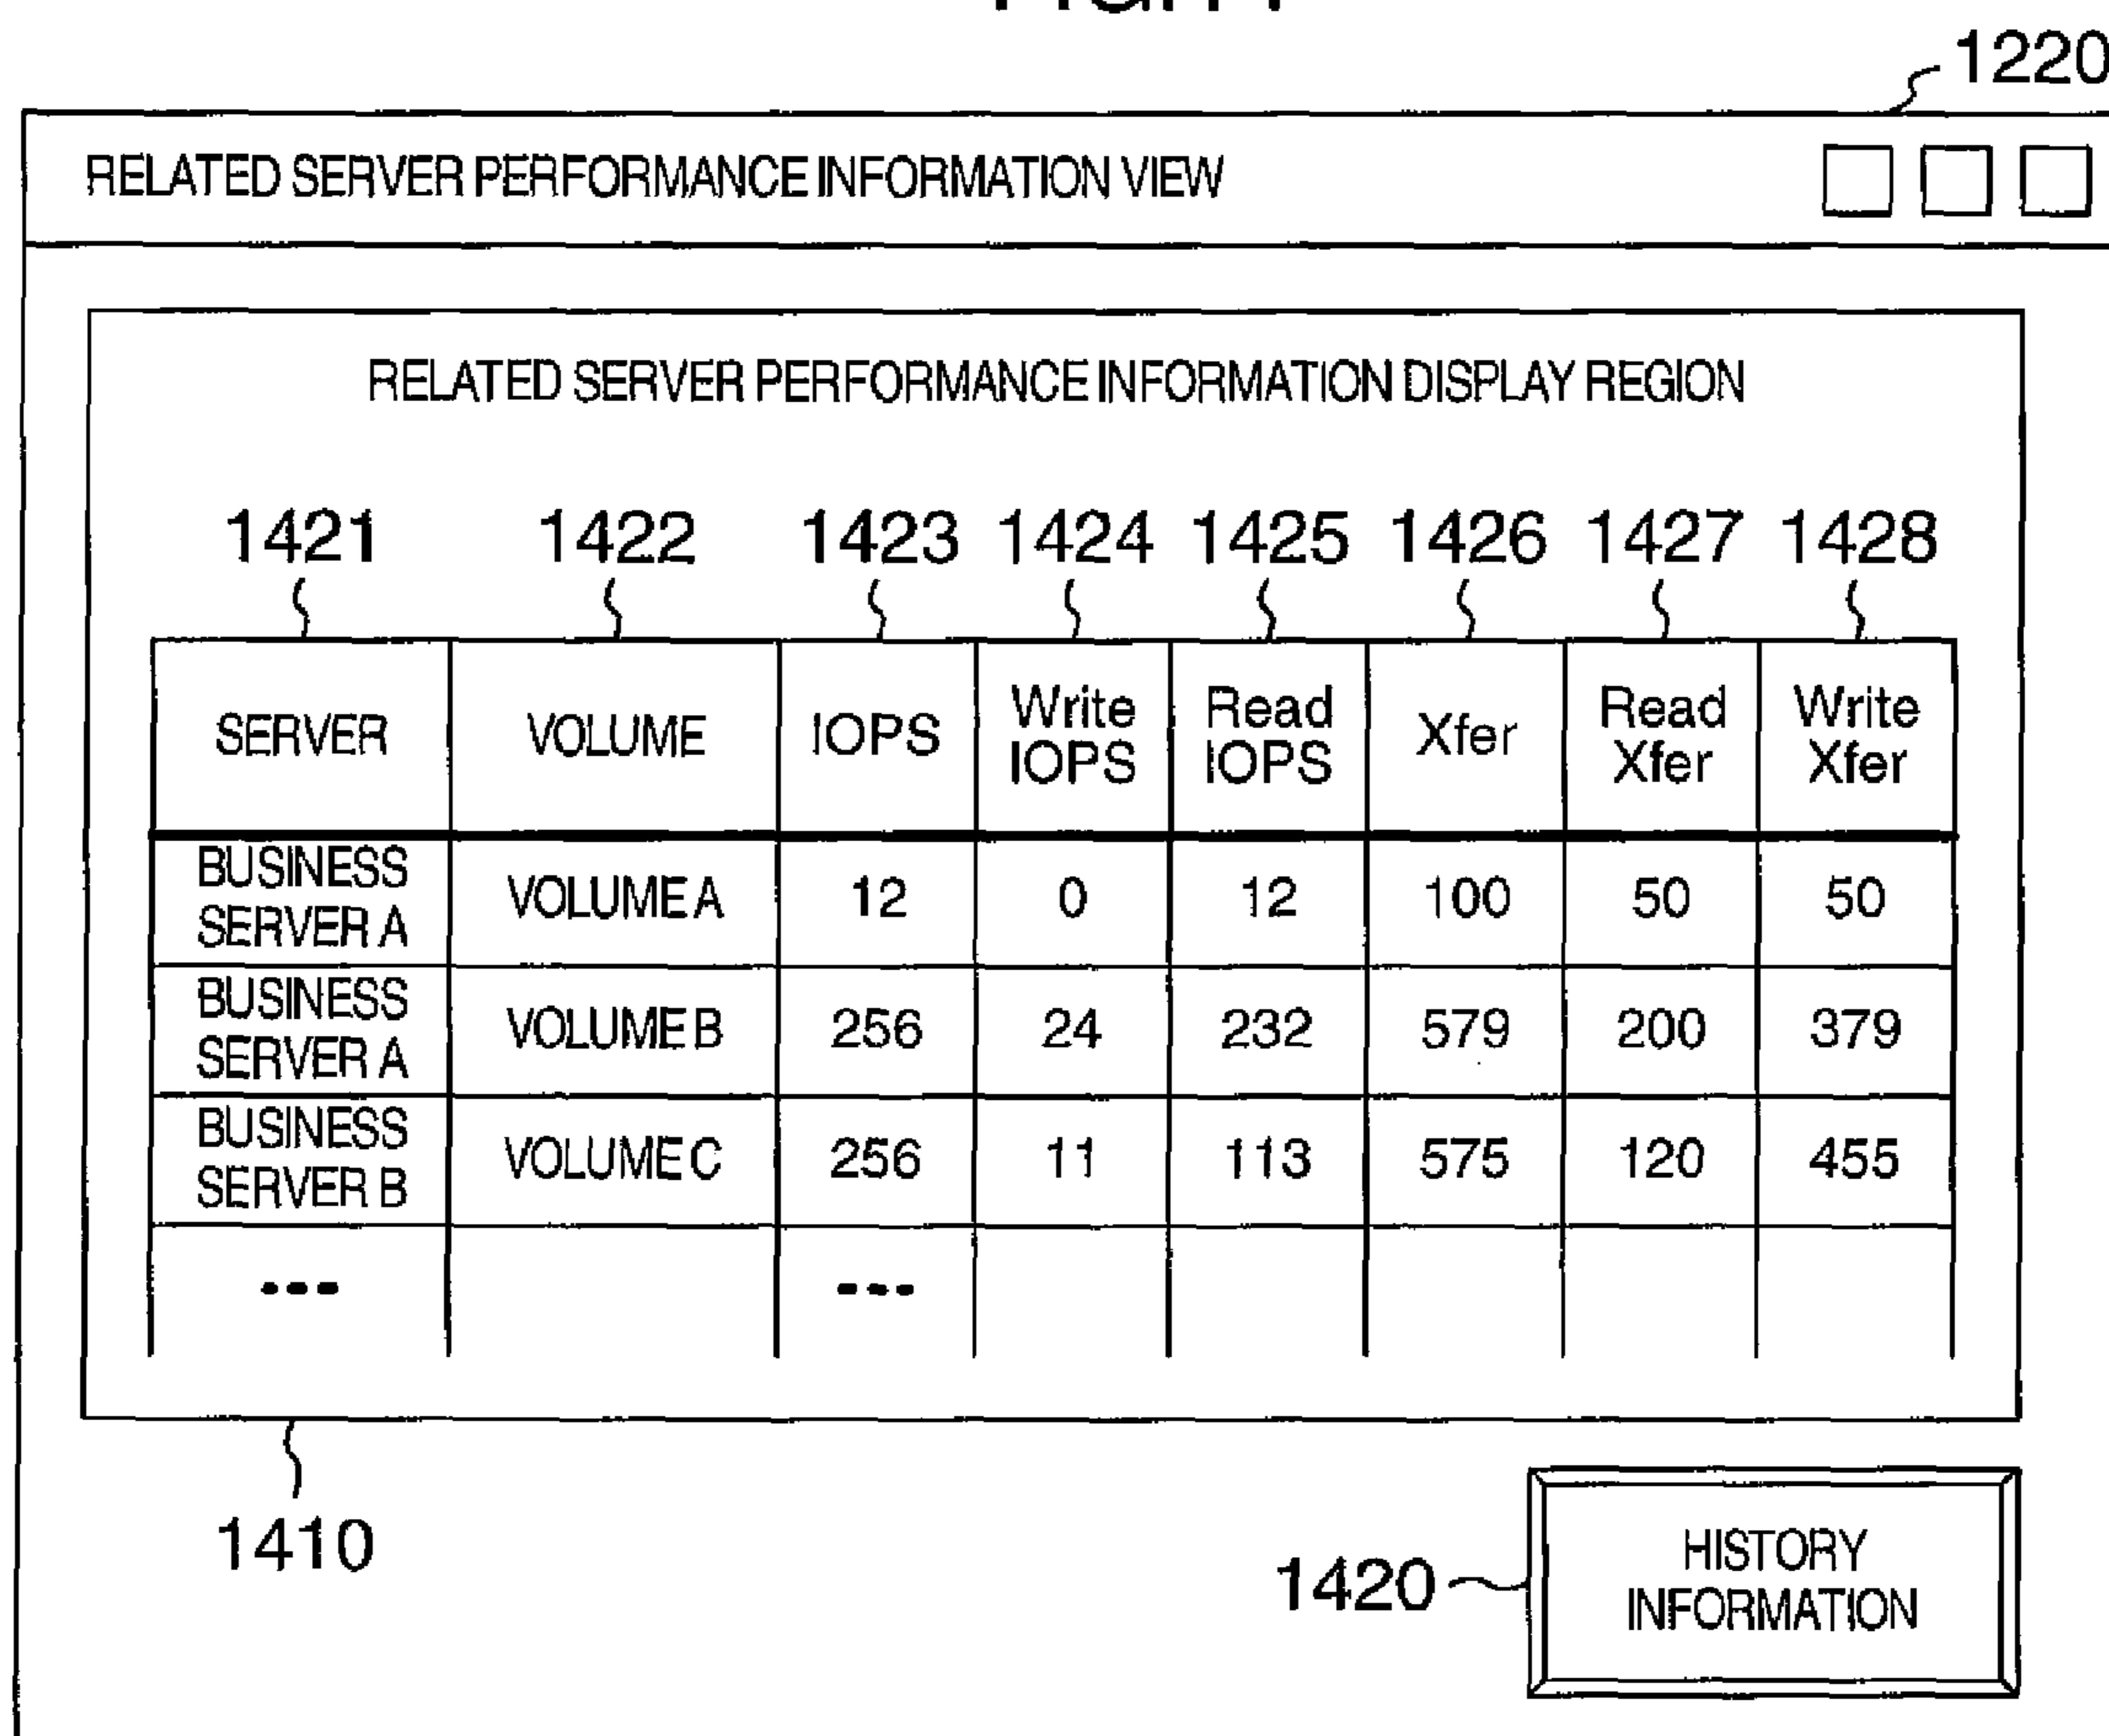 1220
RELATED SERVER PERFORMANCE INFORMATION VIEW
RELATED SERVER PERFORMANCE INFORMATION DISPLAY REGION
1421 1422 1423 1424 1425 1426 1427 1428
SERVER VOLUME IOPS Write IOPS Read IOPS Xfer Read Xfer Write Xfer
BUSINESS SERVER A VOLUME A 12 0 12 100 50 50
BUSINESS SERVER A VOLUME B 256 24 232 579 200 379
BUSINESS SERVER B VOLUME C 256 11 113 575 120 455
--- ---
1410
1420
HISTORY
INFORMATION